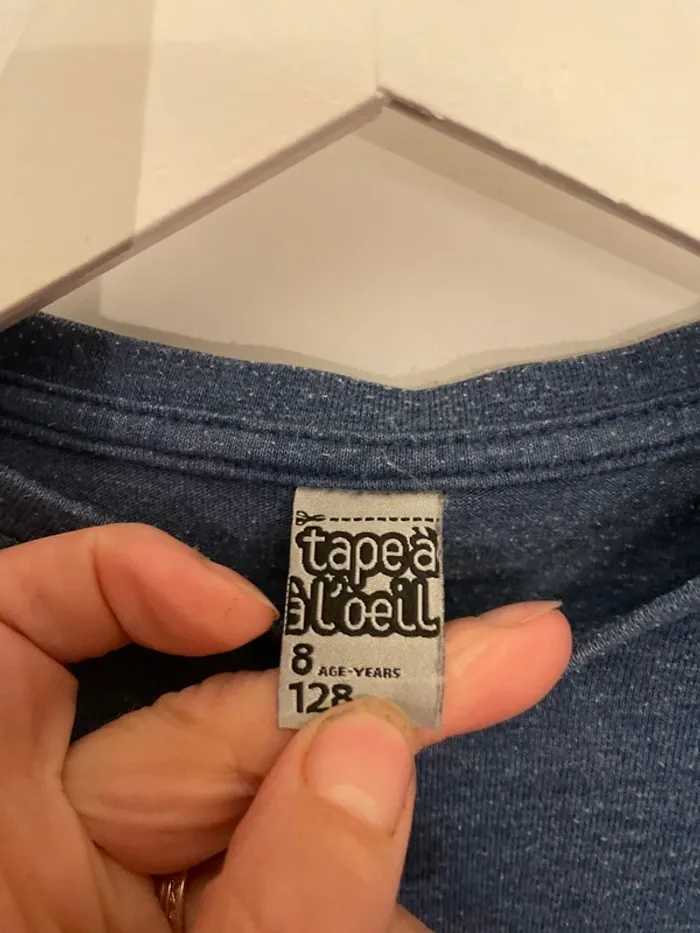 tape à
à l'oeil
8 AGE-YEARS
128